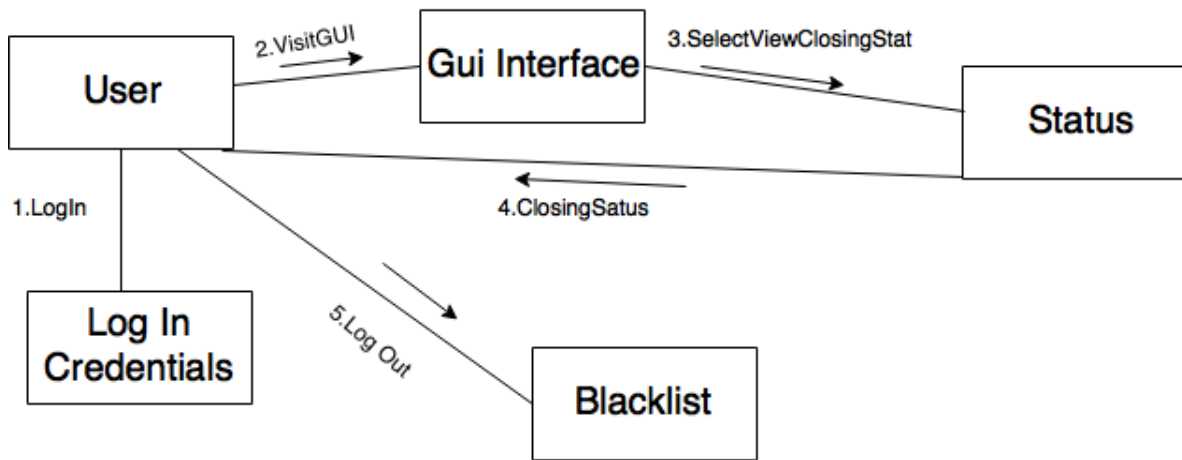 2.VisitGUI
3.SelectViewClosingStat
User
Gui Interface
Status
1.LogIn
4.ClosingSatus
Log In
Credentials
5.Log Out
Blacklist